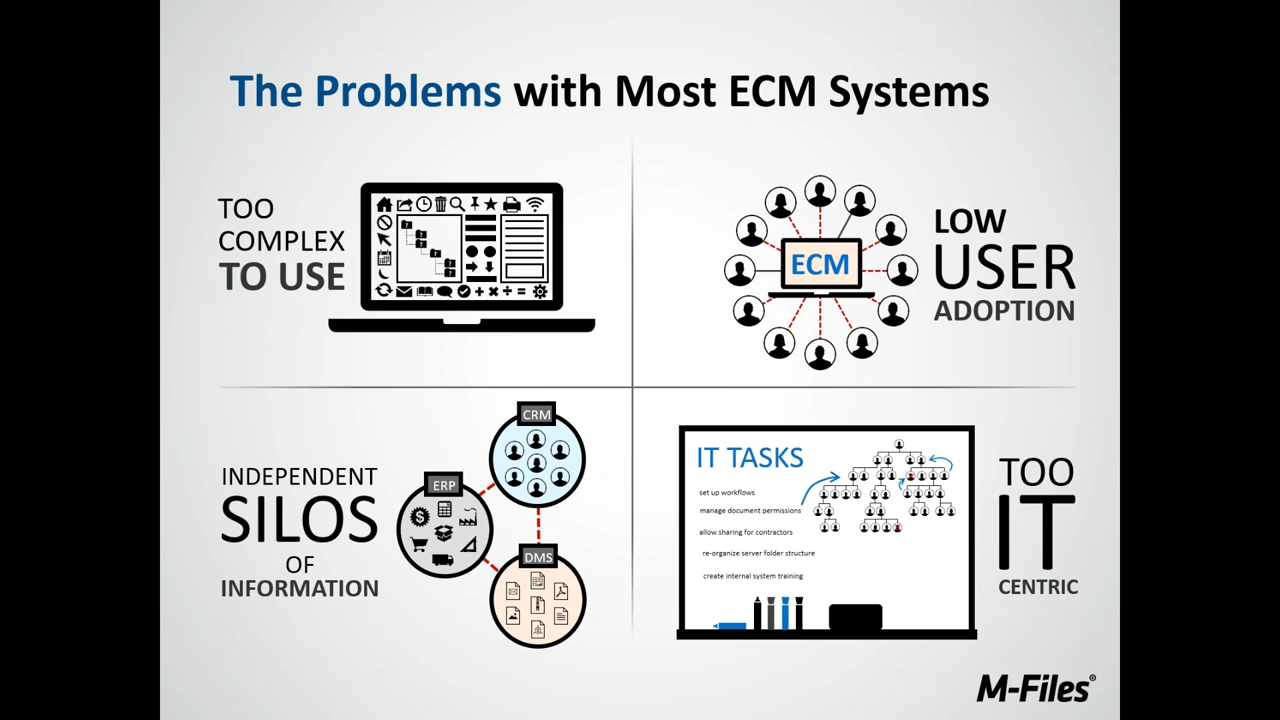 The Problems with Most ECM Systems
TOO
COMPLEX
TO USE
ECM
LOW
USER
ADOPTION
INDEPENDENT
SILOS
OF
INFORMATION
CRM
ERP
DMS
IT TASKS
set up workflows
manage document permissions
allow sharing for contractors
re-organize server folder structure
create internal system training
TOO
IT
CENTRIC
M-Files®